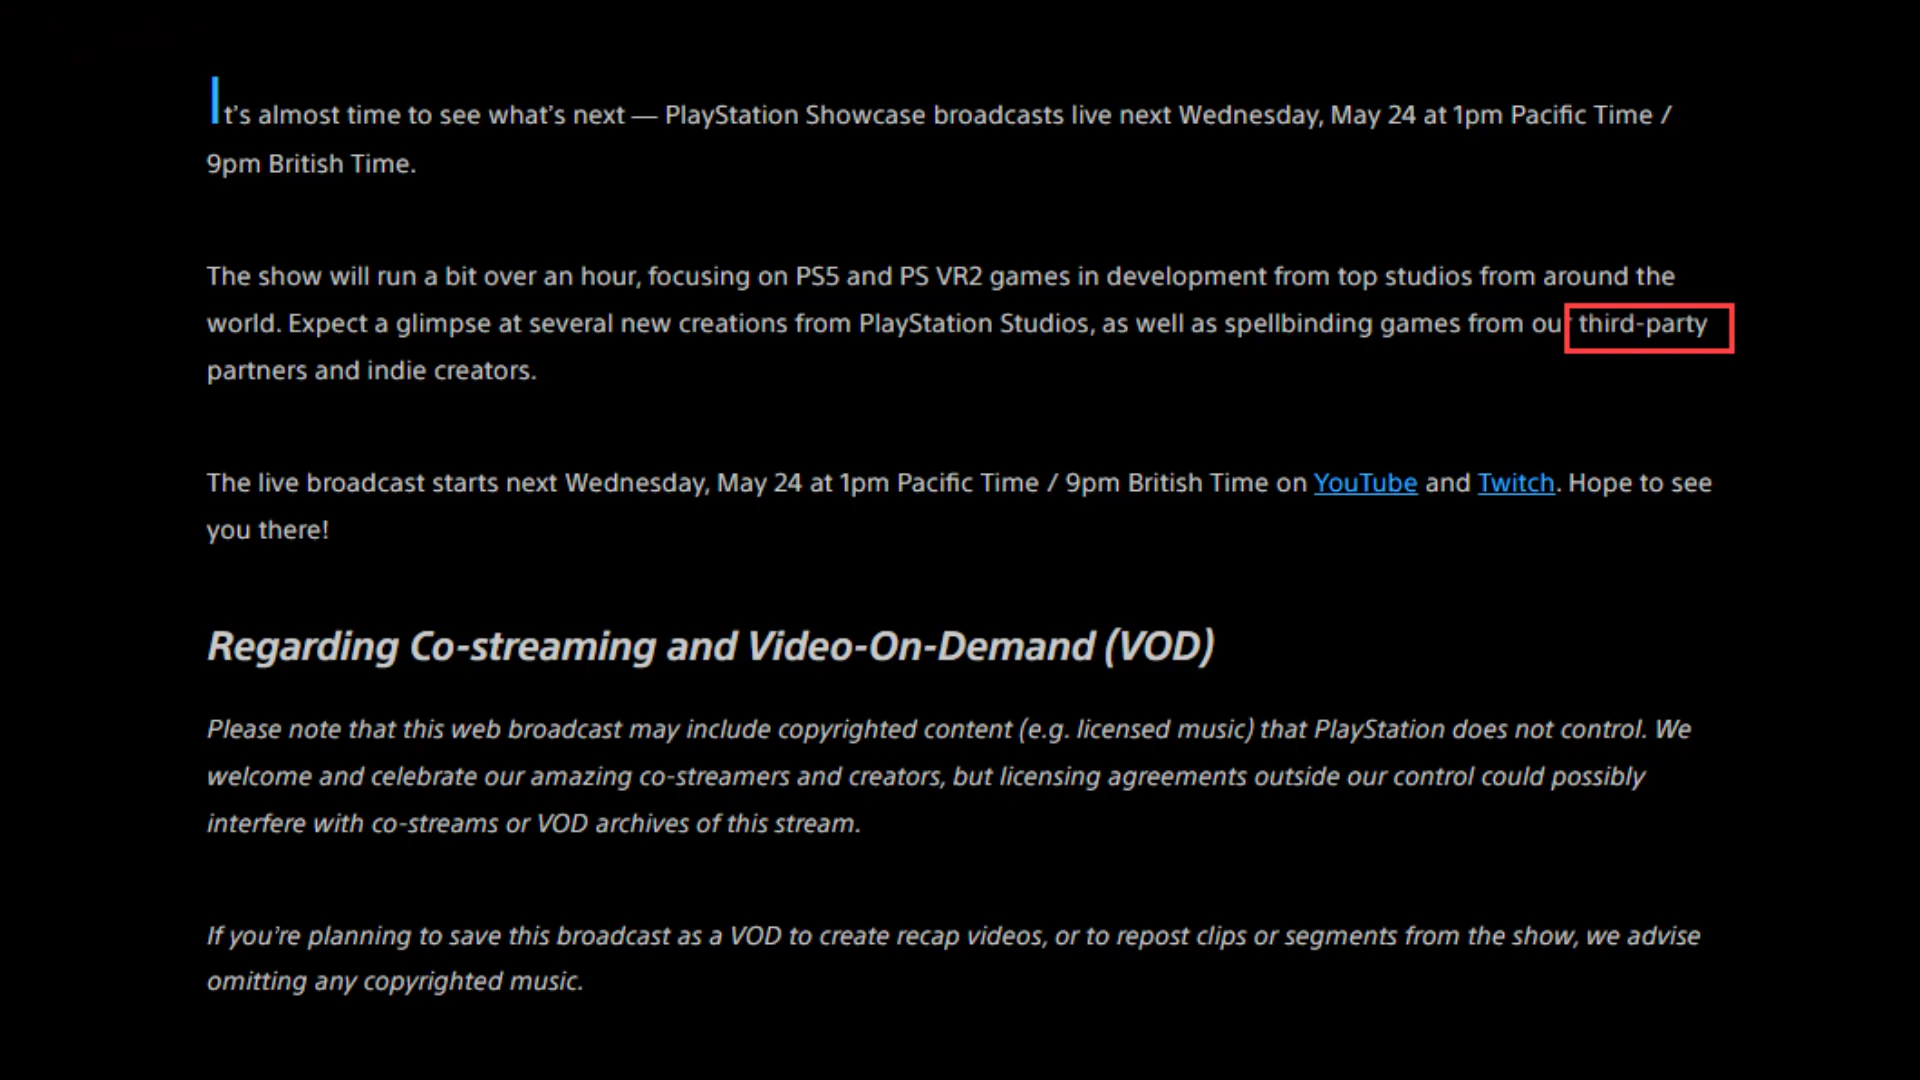 It’s almost time to see what’s next — PlayStation Showcase broadcasts live next Wednesday, May 24 at 1pm Pacific Time /
9pm British Time.
The show will run a bit over an hour, focusing on PS5 and PS VR2 games in development from top studios from around the
world. Expect a glimpse at several new creations from PlayStation Studios, as well as spellbinding games from our third-party
partners and indie creators.
The live broadcast starts next Wednesday, May 24 at 1pm Pacific Time / 9pm British Time on YouTube and Twitch. Hope to see
you there!
Regarding Co-streaming and Video-On-Demand (VOD)
Please note that this web broadcast may include copyrighted content (e.g. licensed music) that PlayStation does not control. We
welcome and celebrate our amazing co-streamers and creators, but licensing agreements outside our control could possibly
interfere with co-streams or VOD archives of this stream.
If you’re planning to save this broadcast as a VOD to create recap videos, or to repost clips or segments from the show, we advise
omitting any copyrighted music.